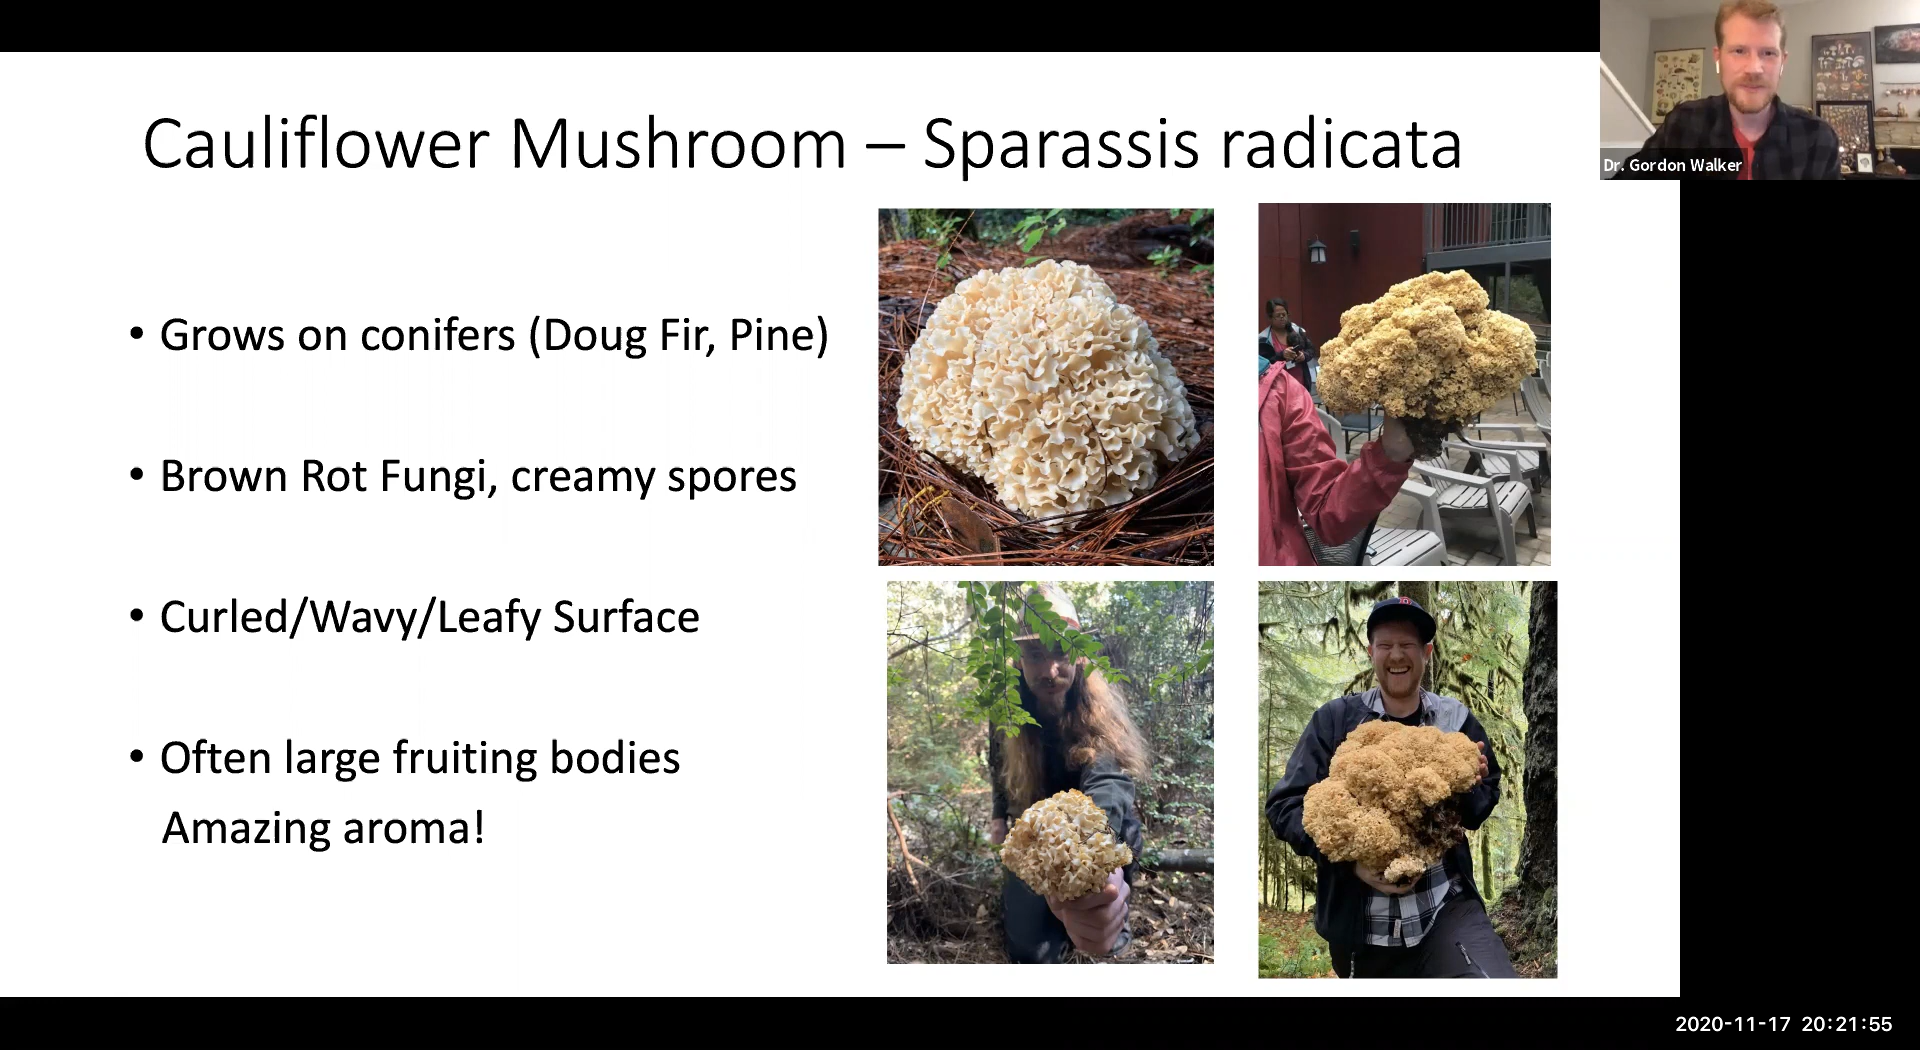 Cauliflower Mushroom – Sparassis radicata
• Grows on conifers (Doug Fir, Pine)
• Brown Rot Fungi, creamy spores
• Curled/Wavy/Leafy Surface
• Often large fruiting bodies
Amazing aroma!
Dr. Gordon Walker
2020-11-17 20:21:55